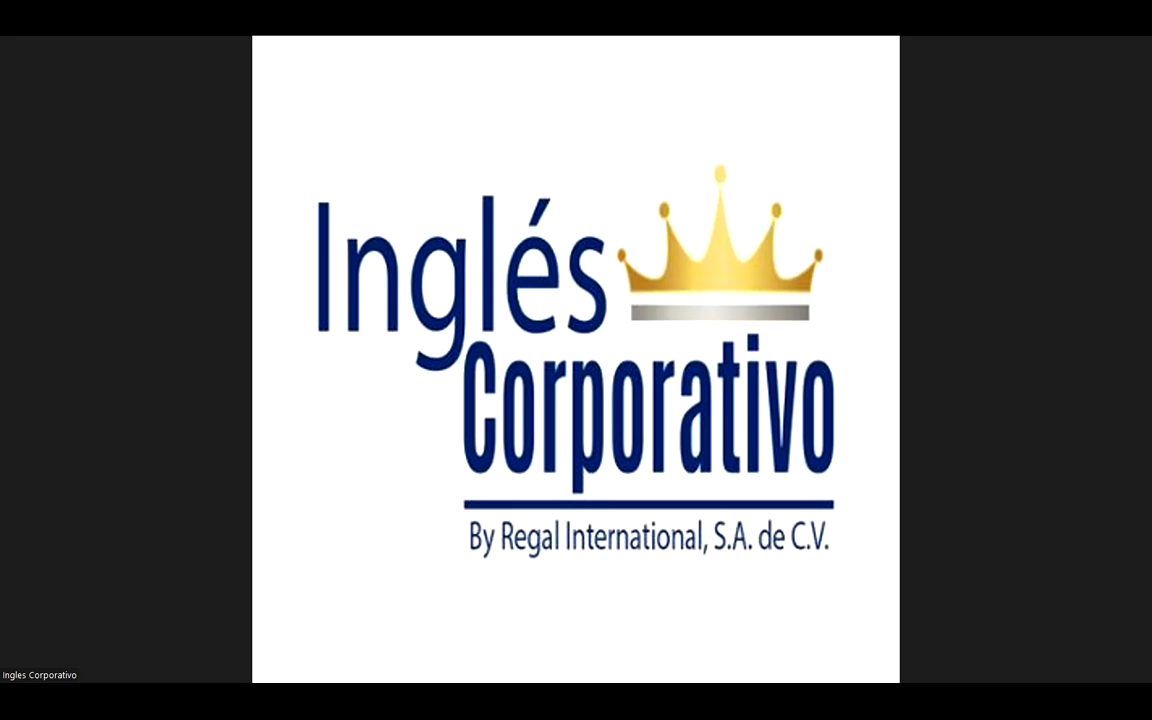 Inglés
Corporativo
By Regal International, S.A. de C.V.
Ingles Corporativo